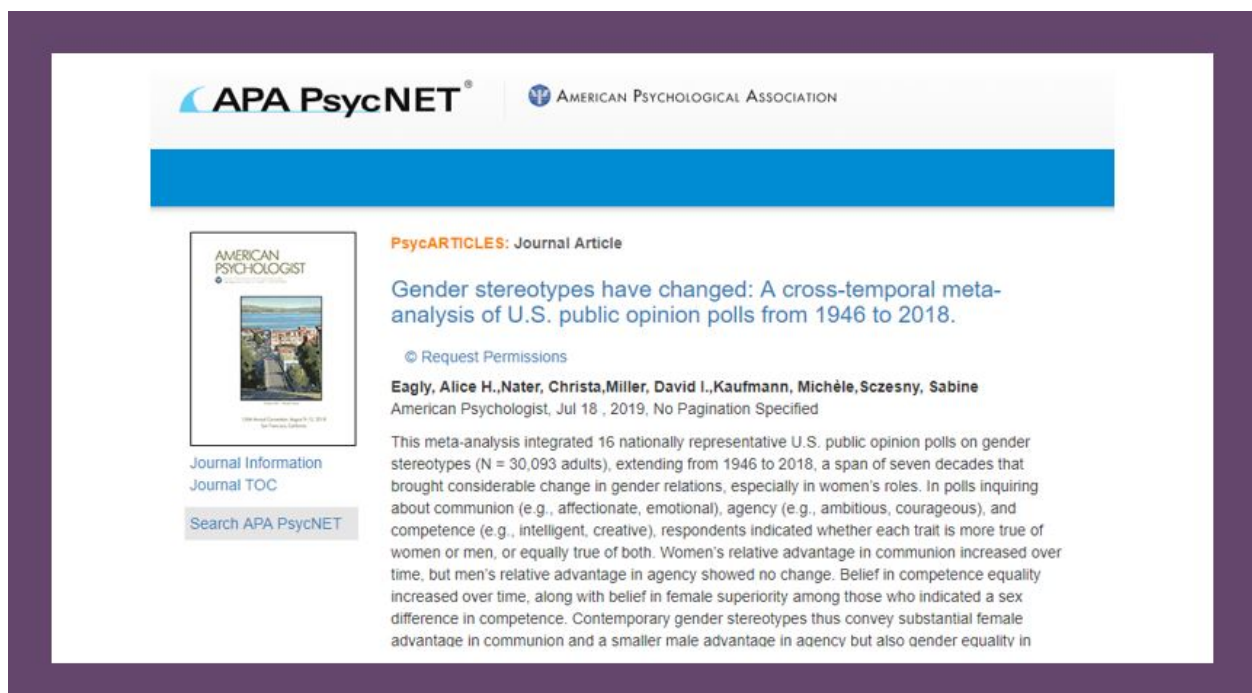 APA PsycNET®
AMERICAN PSYCHOLOGICAL ASSOCIATION
AMERICAN
PSYCHOLOGIST
PsycARTICLES: Journal Article
Gender stereotypes have changed: A cross-temporal meta-
analysis of U.S. public opinion polls from 1946 to 2018.
© Request Permissions
Eagly, Alice H.,Nater, Christa,Miller, David I.,Kaufmann, Michèle,Sczesny, Sabine
American Psychologist, Jul 18 , 2019, No Pagination Specified
This meta-analysis integrated 16 nationally representative U.S. public opinion polls on gender
stereotypes (N = 30,093 adults), extending from 1946 to 2018, a span of seven decades that
brought considerable change in gender relations, especially in women's roles. In polls inquiring
about communion (e.g., affectionate, emotional), agency (e.g., ambitious, courageous), and
competence (e.g., intelligent, creative), respondents indicated whether each trait is more true of
women or men, or equally true of both. Women's relative advantage in communion increased over
time, but men's relative advantage in agency showed no change. Belief in competence equality
increased over time, along with belief in female superiority among those who indicated a sex
difference in competence. Contemporary gender stereotypes thus convey substantial female
advantage in communion and a smaller male advantage in agency but also gender equality in
Journal Information
Journal TOC
Search APA PsycNET